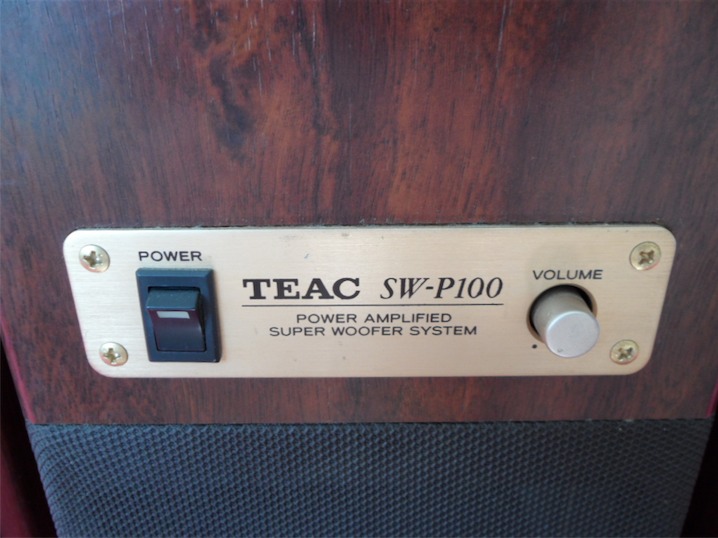 POWER
TEAC SW-P100
POWER AMPLIFIED
SUPER WOOFER SYSTEM
VOLUME